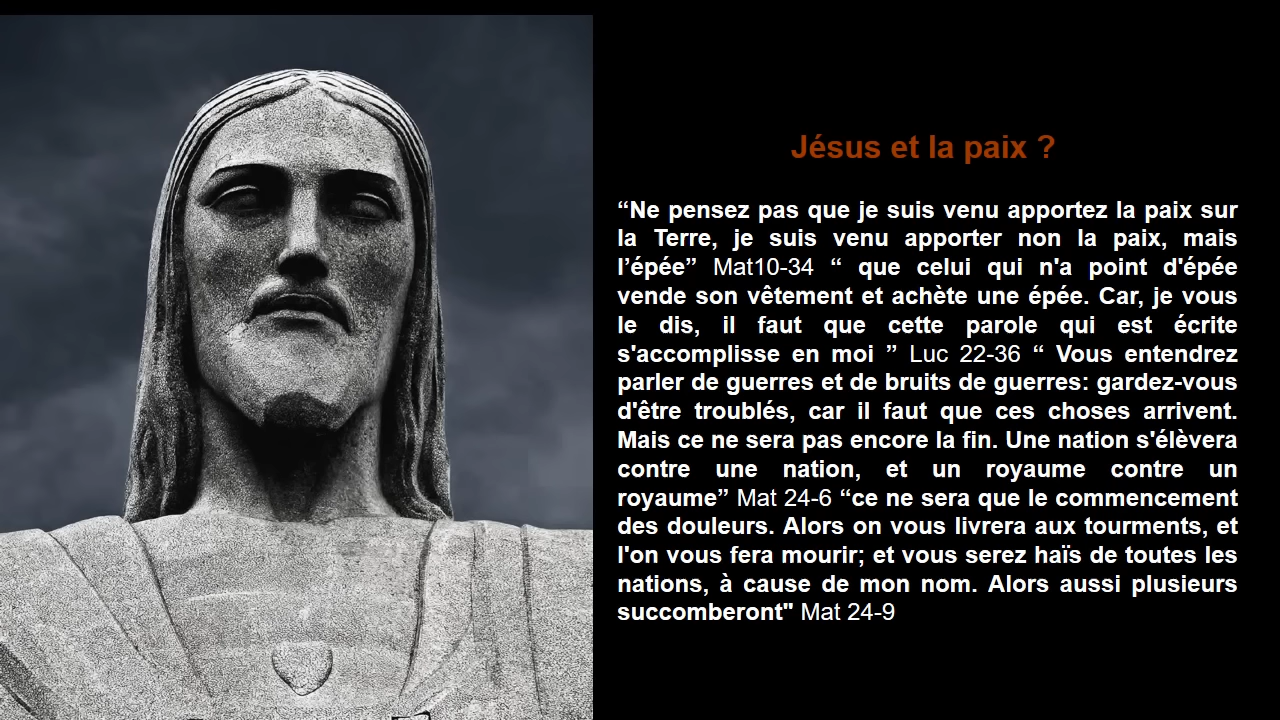 Jésus et la paix ?
“Ne pensez pas que je suis venu apportez la paix sur
la Terre, je suis venu apporter non la paix, mais
l’épée” Mat10-34 “ que celui qui n'a point d'épée
vende son vêtement et achète une épée. Car, je vous
le dis, il faut que cette parole qui est écrite
s'accomplisse en moi ” Luc 22-36 “ Vous entendrez
parler de guerres et de bruits de guerres: gardez-vous
d'être troublés, car il faut que ces choses arrivent.
Mais ce ne sera pas encore la fin. Une nation s'élèvera
contre une nation, et un royaume contre un
royaume” Mat 24-6 “ce ne sera que le commencement
des douleurs. Alors on vous livrera aux tourments, et
l'on vous fera mourir; et vous serez haïs de toutes les
nations, à cause de mon nom. Alors aussi plusieurs
succomberont" Mat 24-9